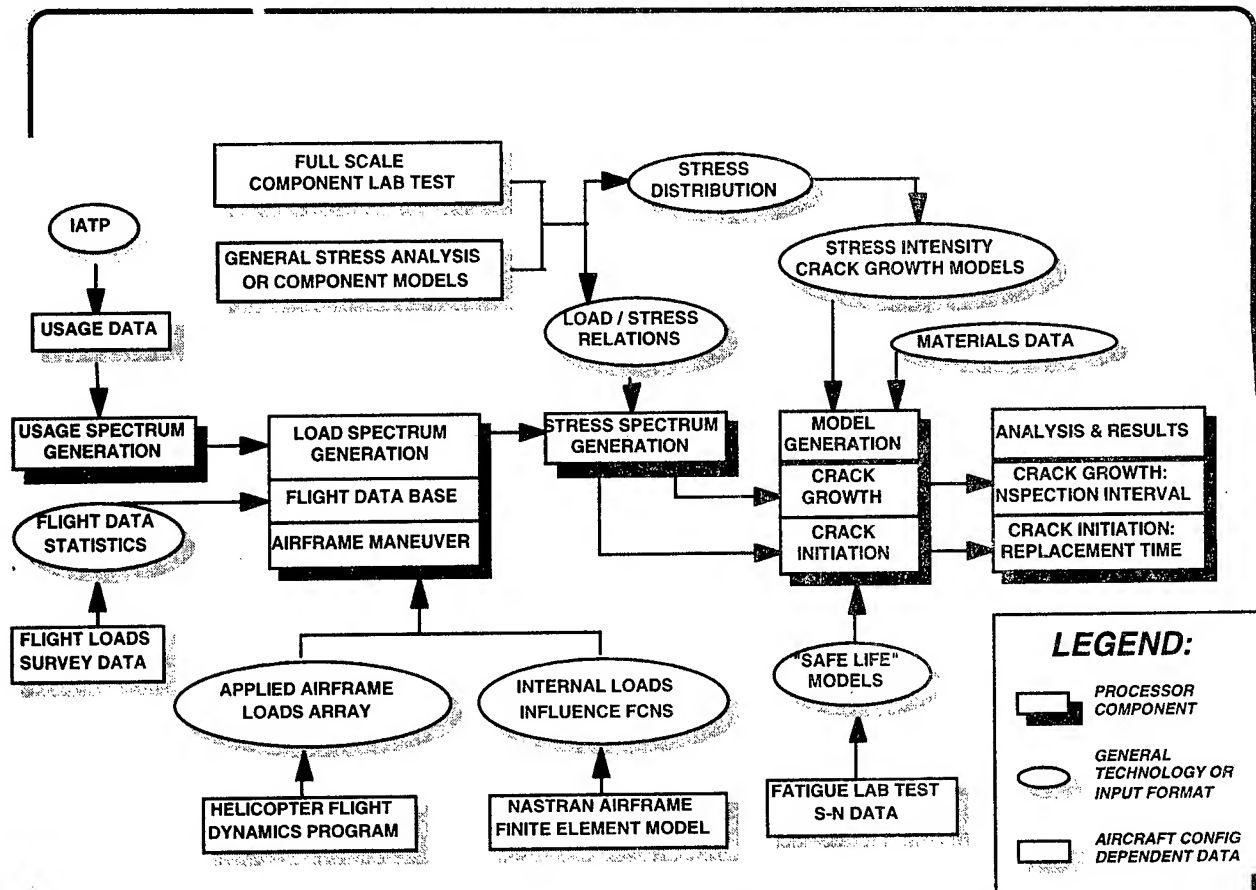 FULL SCALE
COMPONENT LAB TEST
STRESS
DISTRIBUTION
IATP
GENERAL STRESS ANALYSIS
OR COMPONENT MODELS
STRESS INTENSITY
CRACK GROWTH MODELS
USAGE DATA
LOAD / STRESS
RELATIONS
MATERIALS DATA
USAGE SPECTRUM
GENERATION
LOAD SPECTRUM
GENERATION
STRESS SPECTRUM
GENERATION
MODEL
GENERATION
ANALYSIS & RESULTS
FLIGHT DATA BASE
CRACK
GROWTH
CRACK GROWTH:
NSPECTION INTERVAL
FLIGHT DATA
STATISTICS
AIRFRAME MANEUVER
CRACK
INITIATION
CRACK INITIATION:
REPLACEMENT TIME
FLIGHT LOADS
SURVEY DATA
APPLIED AIRFRAME
LOADS ARRAY
INTERNAL LOADS
INFLUENCE FCNS
"SAFE LIFE"
MODELS
HELICOPTER FLIGHT
DYNAMICS PROGRAM
NASTRAN AIRFRAME
FINITE ELEMENT MODEL
FATIGUE LAB TEST
S-N DATA
LEGEND:
PROCESSOR
COMPONENT
GENERAL
TECHNOLOGY OR
INPUT FORMAT
AIRCRAFT CONFIG
DEPENDENT DATA